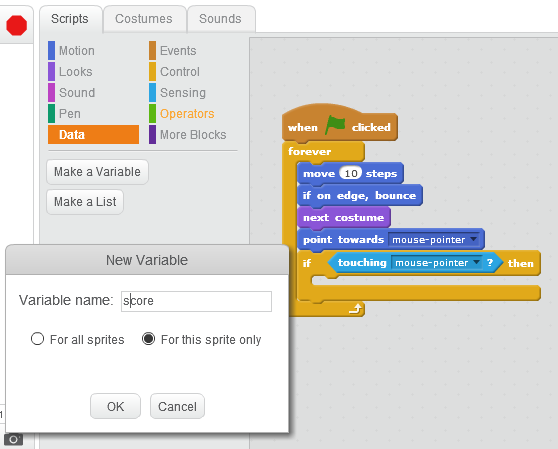 Scripts Costumes Sounds
Motion Events
Looks Control
Sound Sensing
Pen Operators
Data More Blocks
Make a Variable
Make a List
when clicked
forever
move 10 steps
if on edge, bounce
next costume
point towards mouse-pointer
if touching mouse-pointer ? then
New Variable
Variable name: score
For all sprites For this sprite only
OK Cancel
1